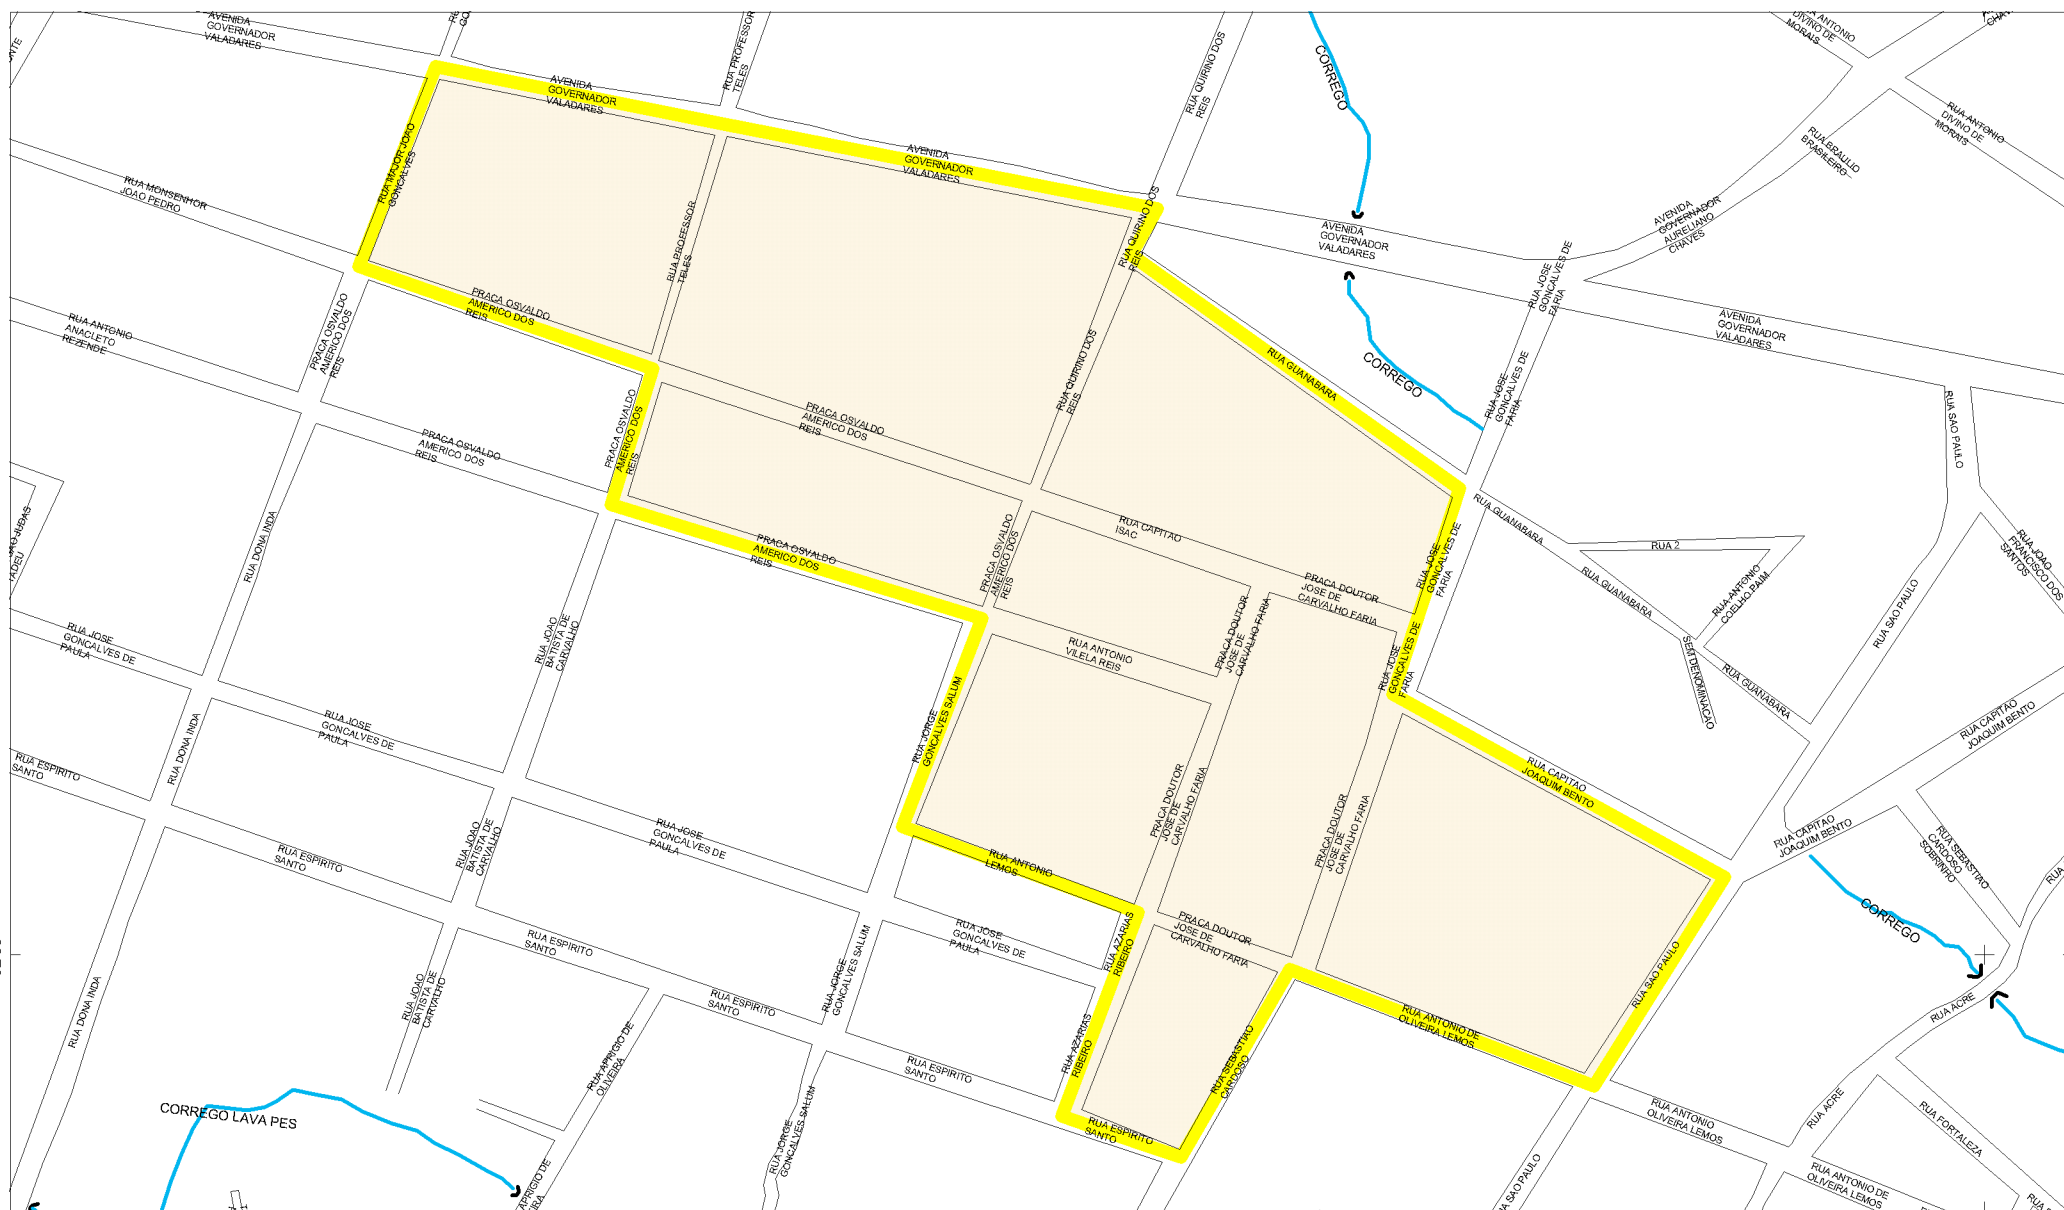 AVENIDA
GOVERNADOR
VALADARES
RUA PROFESSOR
TELES
RUA QUIRINO DOS
REIS
CORREGO
RUA ANTONIO
DIVINO DE
MORAIS
RUA ANTONIO
DIVINO DE
MORAIS
RUA BRAULIO
BRASILEIRO
AVENIDA
GOVERNADOR
VALADARES
RUA MAJOR JOAO
GONCALVES
AVENIDA
GOVERNADOR
VALADARES
RUA MONSENHOR
JOAO PEDRO
RUA PROFESSOR
TELES
RUA QUIRINO DOS
REIS
AVENIDA
GOVERNADOR
VALADARES
AVENIDA
GOVERNADOR
AURELIANO
CHAVES
RUA JOSE
GONCALVES DE
FARIA
AVENIDA
GOVERNADOR
VALADARES
RUA ANTONIO
ANACLETO
REZENDE
PRACA OSVALDO
AMERICO DOS
REIS
PRACA OSVALDO
AMERICO DOS
REIS
RUA QUIRINO DOS
REIS
RUA GUANABARA
CORREGO
RUA JOSE
GONCALVES DE
FARIA
RUA SAO PAULO
PRACA OSVALDO
AMERICO DOS
REIS
PRACA OSVALDO
AMERICO DOS
REIS
PRACA OSVALDO
AMERICO DOS
REIS
RUA DONA INDA
PRACA OSVALDO
AMERICO DOS
REIS
PRACA OSVALDO
AMERICO DOS
REIS
RUA CAPITAO
ISAC
RUA JOSE
GONCALVES DE
FARIA
RUA GUANABARA
RUA 2
RUA GUANABARA
RUA ANTONIO
COELHO PAIM
RUA JOAO
FRANCISCO DOS
SANTOS
JUDAS
TADEU
PRACA DOUTOR
JOSE DE
CARVALHO FARIA
PRACA DOUTOR
JOSE DE
CARVALHO FARIA
RUA SAO PAULO
RUA JOSE
GONCALVES DE
PAULA
RUA JOAO
BATISTA DE
CARVALHO
RUA ANTONIO
VILELA REIS
RUA JOSE
GONCALVES DE
FARIA
SEM DENOMINACAO
RUA GUANABARA
RUA CAPITAO
JOAQUIM BENTO
RUA JOSE
GONCALVES DE
PAULA
RUA DONA INDA
RUA JORGE
GONCALVES SALUM
RUA CAPITAO
JOAQUIM BENTO
RUA ESPIRITO
SANTO
PRACA DOUTOR
JOSE DE
CARVALHO FARIA
PRACA DOUTOR
JOSE DE
CARVALHO FARIA
RUA CAPITAO
JOAQUIM BENTO
RUA SEBASTIAO
CARDOSO
SOBRINHO
RUA ESPIRITO
SANTO
RUA JOAO
BATISTA DE
CARVALHO
RUA JOSE
GONCALVES DE
PAULA
RUA ANTONIO
LEMOS
CORREGO
RUA ESPIRITO
SANTO
RUA JOSE
GONCALVES DE
PAULA
RUA AZARIAS
RIBEIRO
PRACA DOUTOR
JOSE DE
CARVALHO FARIA
RUA SAO PAULO
RUA DONA INDA
RUA JOAO
BATISTA DE
CARVALHO
RUA ESPIRITO
SANTO
RUA JORGE
GONCALVES SALUM
RUA ANTONIO DE
OLIVEIRA LEMOS
RUA ACRE
RUA APRIGIO DE
OLIVEIRA
RUA ESPIRITO
SANTO
RUA AZARIAS
RIBEIRO
RUA SEBASTIAO
CARDOSO
CORREGO LAVA PES
RUA JORGE
GONCALVES SALUM
RUA ESPIRITO
SANTO
RUA ANTONIO
OLIVEIRA LEMOS
RUA ACRE
RUA FORTALEZA
APRIGIO DE
SAO PAULO
RUA ANTONIO DE
OLIVEIRA LEMOS